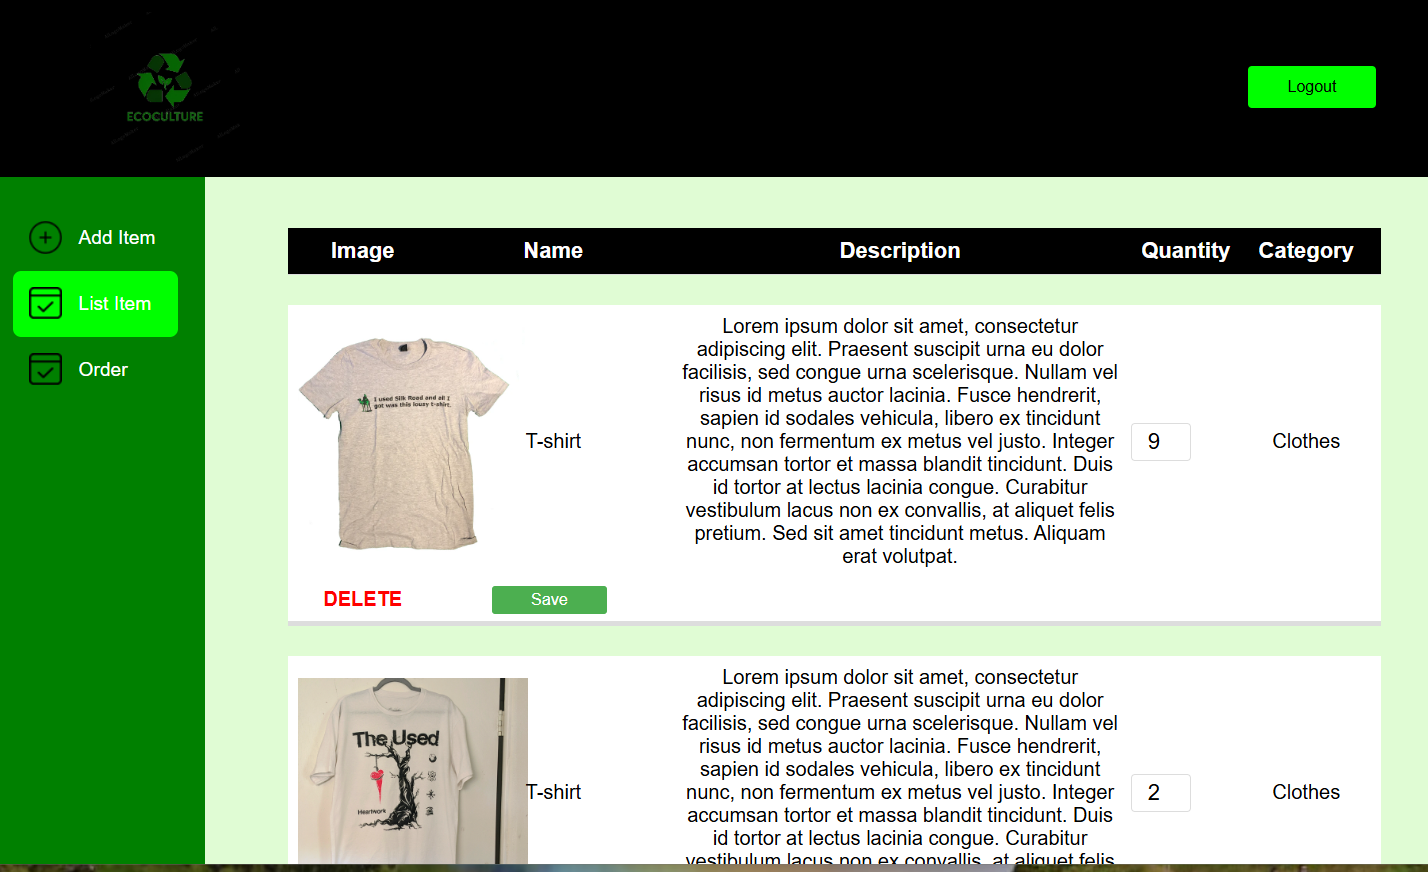 ECOCULTURE
Logout
Add Item
List Item
Order
Image Name Description Quantity Category
I used Silk Road and all I
got was this lousy t-shirt.
T-shirt
Lorem ipsum dolor sit amet, consectetur
adipiscing elit. Praesent suscipit urna eu dolor
facilisis, sed congue urna scelerisque. Nullam vel
risus id metus auctor lacinia. Fusce hendrerit,
sapien id sodales vehicula, libero ex tincidunt
nunc, non fermentum ex metus vel justo. Integer
accumsan tortor et massa blandit tincidunt. Duis
id tortor at lectus lacinia congue. Curabitur
vestibulum lacus non ex convallis, at aliquet felis
pretium. Sed sit amet tincidunt metus. Aliquam
erat volutpat.
9
Clothes
DELETE
Save
The Used
Heartwork
T-shirt
Lorem ipsum dolor sit amet, consectetur
adipiscing elit. Praesent suscipit urna eu dolor
facilisis, sed congue urna scelerisque. Nullam vel
risus id metus auctor lacinia. Fusce hendrerit,
sapien id sodales vehicula, libero ex tincidunt
nunc, non fermentum ex metus vel justo. Integer
accumsan tortor et massa blandit tincidunt. Duis
id tortor at lectus lacinia congue. Curabitur
vestibulum lacus non ex convallis, at aliquet felis
2
Clothes